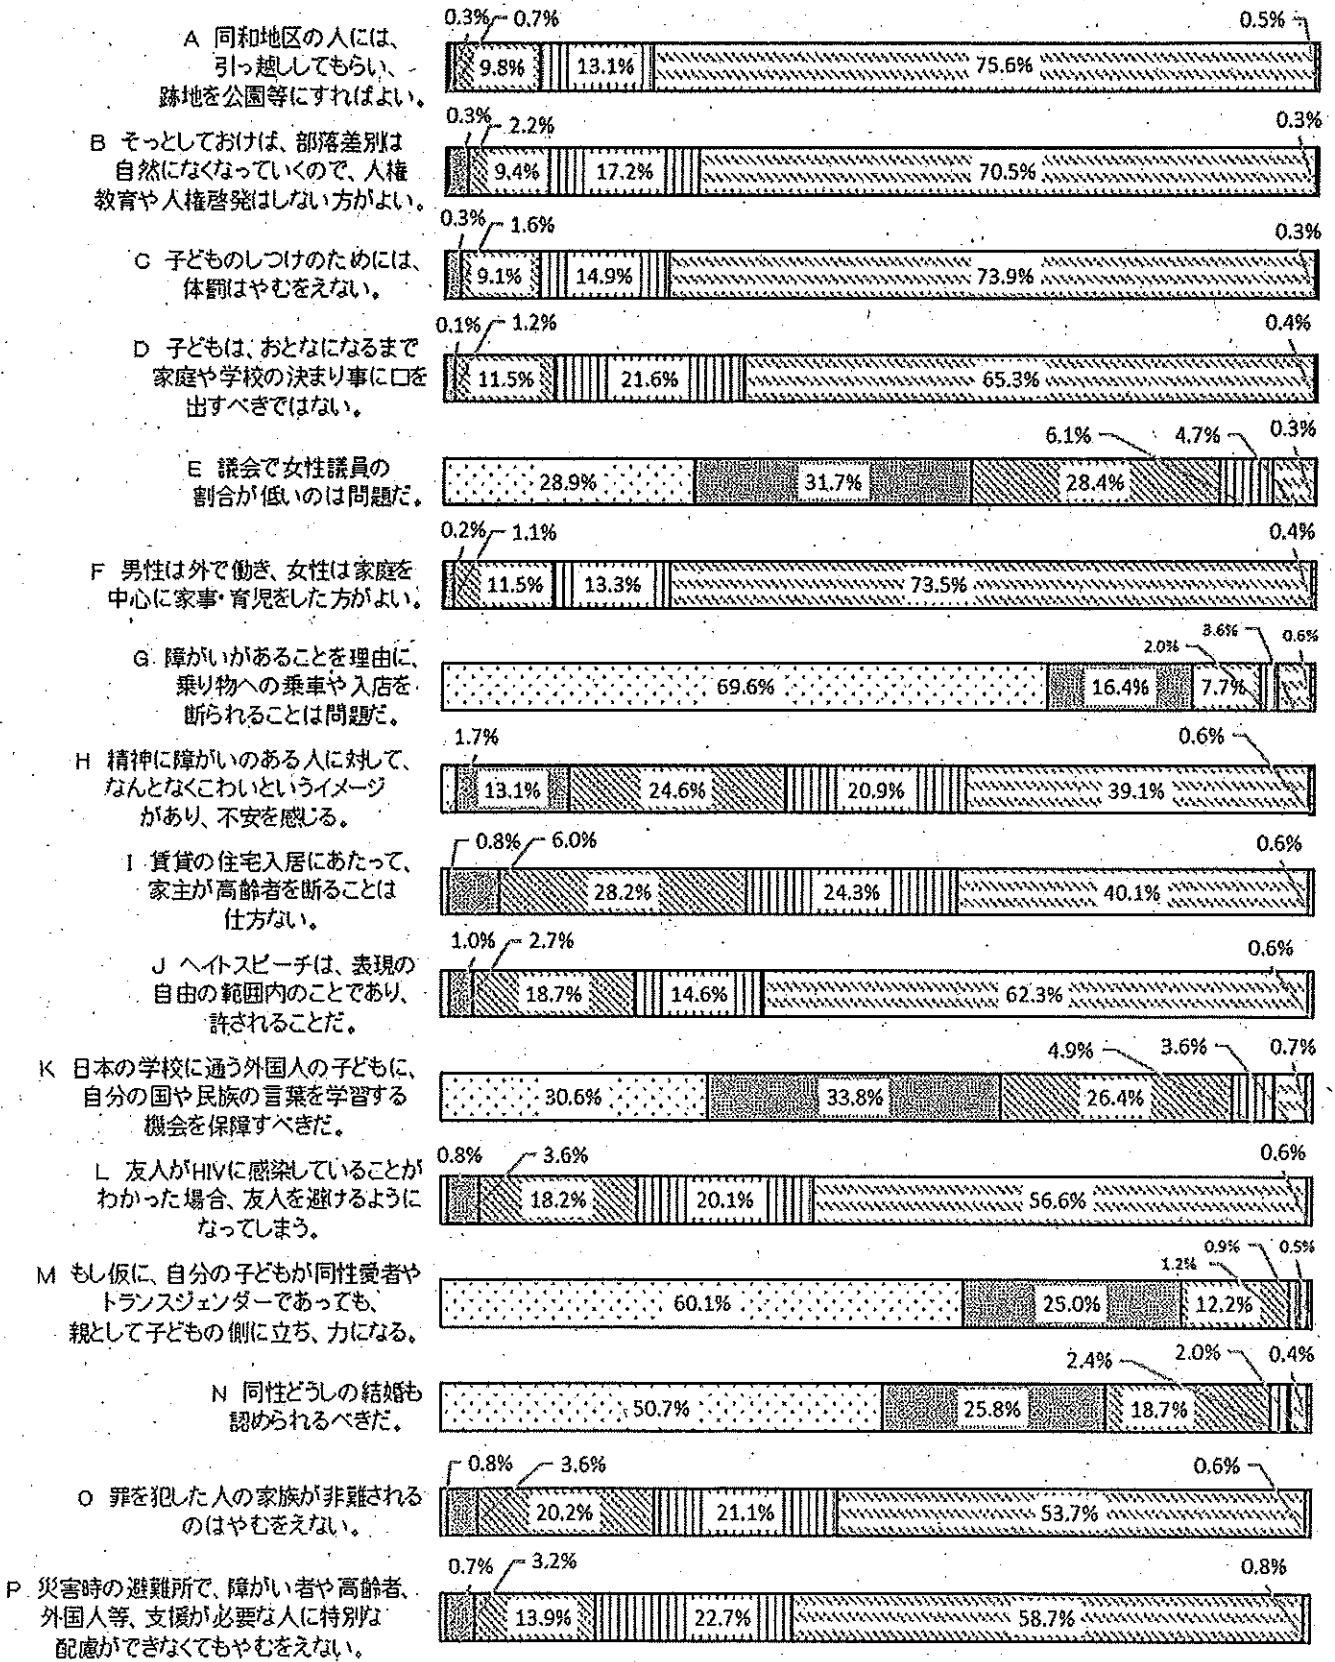 0.3% 0.7% 0.5%
A 同和地区の人には、
引っ越ししてもらい、
跡地を公園等にすればよい。
9.8% 13.1% 75.6%
0.3% 2.2% 0.3%
B そっとしておけば、部落差別は
自然になくなっていくので、人権
教育や人権啓発はしない方がよい。
9.4% 17.2% 70.5%
0.3% 1.6% 0.3%
C 子どものしつけのためには、
体罰はやむをえない。
9.1% 14.9% 73.9%
0.1% 1.2% 0.4%
D 子どもは、おとなになるまで
家庭や学校の決まり事に口を
出すべきではない。
11.5% 21.6% 65.3%
6.1% 4.7% 0.3%
E 議会で女性議員の
割合が低いのは問題だ。
28.9% 31.7% 28.4%
0.2% 1.1% 0.4%
F 男性は外で働き、女性は家庭を
中心に家事・育児をした方がよい。
11.5% 13.3% 73.5%
2.0% 3.6% 0.6%
G 障がいがあることを理由に、
乗り物への乗車や入店を
断られることは問題だ。
69.6% 16.4% 7.7%
1.7% 0.6%
H 精神に障がいのある人に対して、
なんとなくこわいというイメージ
があり、不安を感じる。
13.1% 24.6% 20.9% 39.1%
0.8% 6.0% 0.6%
I 賃貸の住宅入居にあたって、
家主が高齢者を断ることは
仕方ない。
28.2% 24.3% 40.1%
1.0% 2.7% 0.6%
J ヘイトスピーチは、表現の
自由の範囲内のことであり、
許されることだ。
18.7% 14.6% 62.3%
4.9% 3.6% 0.7%
K 日本の学校に通う外国人の子どもに、
自分の国や民族の言葉を学習する
機会を保障すべきだ。
30.6% 33.8% 26.4%
0.8% 3.6% 0.6%
L 友人がHIVに感染していることが
わかった場合、友人を避けるように
なってしまう。
18.2% 20.1% 56.6%
1.2% 0.9% 0.5%
M もし仮に、自分の子どもが同性愛者や
トランスジェンダーであっても、
親として子どもの側に立ち、力になる。
60.1% 25.0% 12.2%
2.4% 2.0% 0.4%
N 同性どうしの結婚も
認められるべきだ。
50.7% 25.8% 18.7%
0.8% 3.6% 0.6%
O 罪を犯した人の家族が非難される
のはやむをえない。
20.2% 21.1% 53.7%
0.7% 3.2% 0.8%
P 災害時の避難所で、障がい者や高齢者、
外国人等、支援が必要な人に特別な
配慮ができなくてもやむをえない。
13.9% 22.7% 58.7%